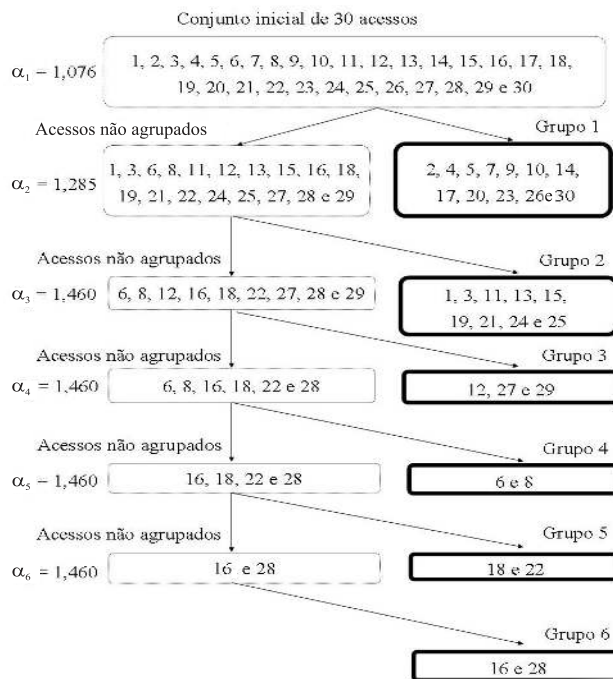 Conjunto inicial de 30 acessos
α₁ = 1,076
1, 2, 3, 4, 5, 6, 7, 8, 9, 10, 11, 12, 13, 14, 15, 16, 17, 18,
19, 20, 21, 22, 23, 24, 25, 26, 27, 28, 29 e 30
Acessos não agrupados
Grupo 1
α₂ = 1,285
1, 3, 6, 8, 11, 12, 13, 15, 16, 18,
19, 21, 22, 24, 25, 27, 28 e 29
2, 4, 5, 7, 9, 10, 14,
17, 20, 23, 26e30
Acessos não agrupados
Grupo 2
α₃ = 1,460
6, 8, 12, 16, 18, 22, 27, 28 e 29
1, 3, 11, 13, 15,
19, 21, 24 e 25
Acessos não agrupados
Grupo 3
α₄ = 1,460
6, 8, 16, 18, 22 e 28
12, 27 e 29
Acessos não agrupados
Grupo 4
α₅ = 1,460
16, 18, 22 e 28
6 e 8
Acessos não agrupados
Grupo 5
α₆ = 1,460
16 e 28
18 e 22
Grupo 6
16 e 28